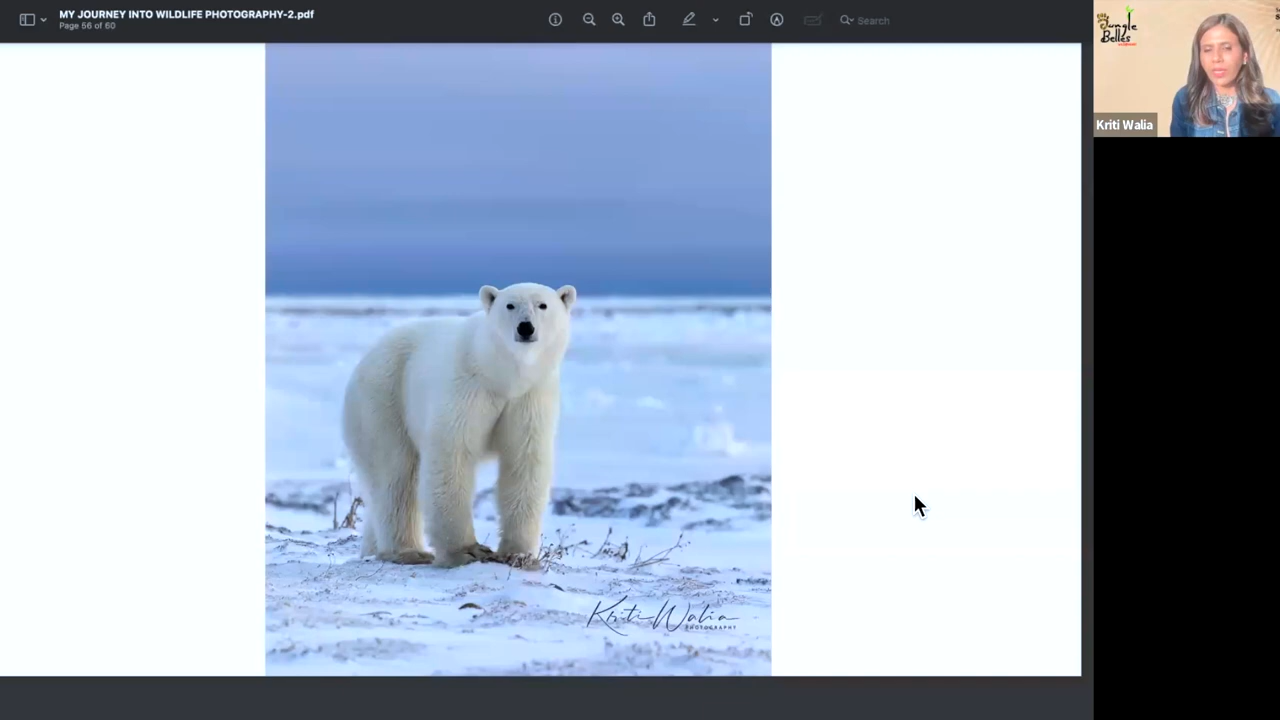 MY JOURNEY INTO WILDLIFE PHOTOGRAPHY-2.pdf
Page 56 of 60
Search
Jungle
Belles
Kriti Walia
Kriti Walia
PHOTOGRAPHY